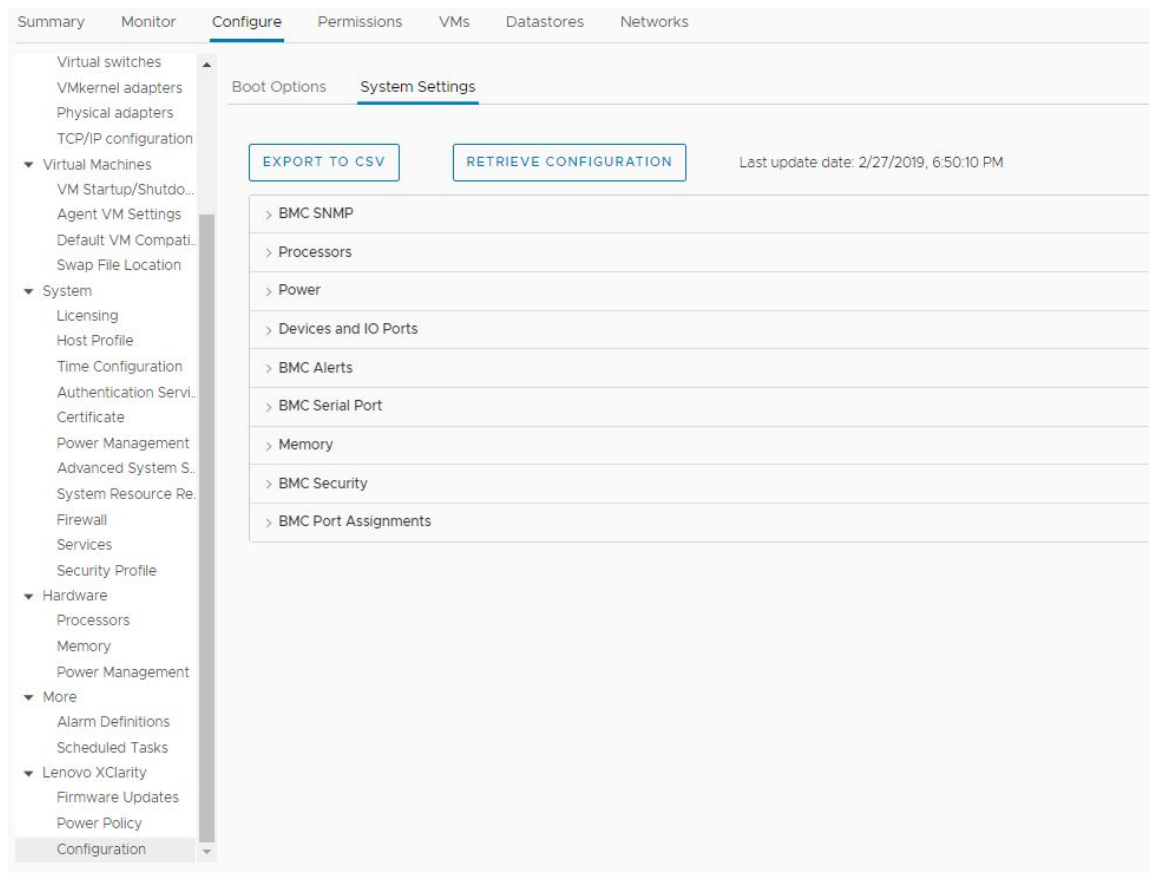 Summary Monitor Configure Permissions VMs Datastores Networks
Virtual switches
VMkernel adapters
Physical adapters
TCP/IP configuration
Virtual Machines
VM Startup/Shutdo...
Agent VM Settings
Default VM Compati..
Swap File Location
System
Licensing
Host Profile
Time Configuration
Authentication Servi..
Certificate
Power Management
Advanced System S..
System Resource Re.
Firewall
Services
Security Profile
Hardware
Processors
Memory
Power Management
More
Alarm Definitions
Scheduled Tasks
Lenovo XClarity
Firmware Updates
Power Policy
Configuration
Boot Options System Settings
EXPORT TO CSV RETRIEVE CONFIGURATION Last update date: 2/27/2019, 6:50:10 PM
BMC SNMP
Processors
Power
Devices and IO Ports
BMC Alerts
BMC Serial Port
Memory
BMC Security
BMC Port Assignments